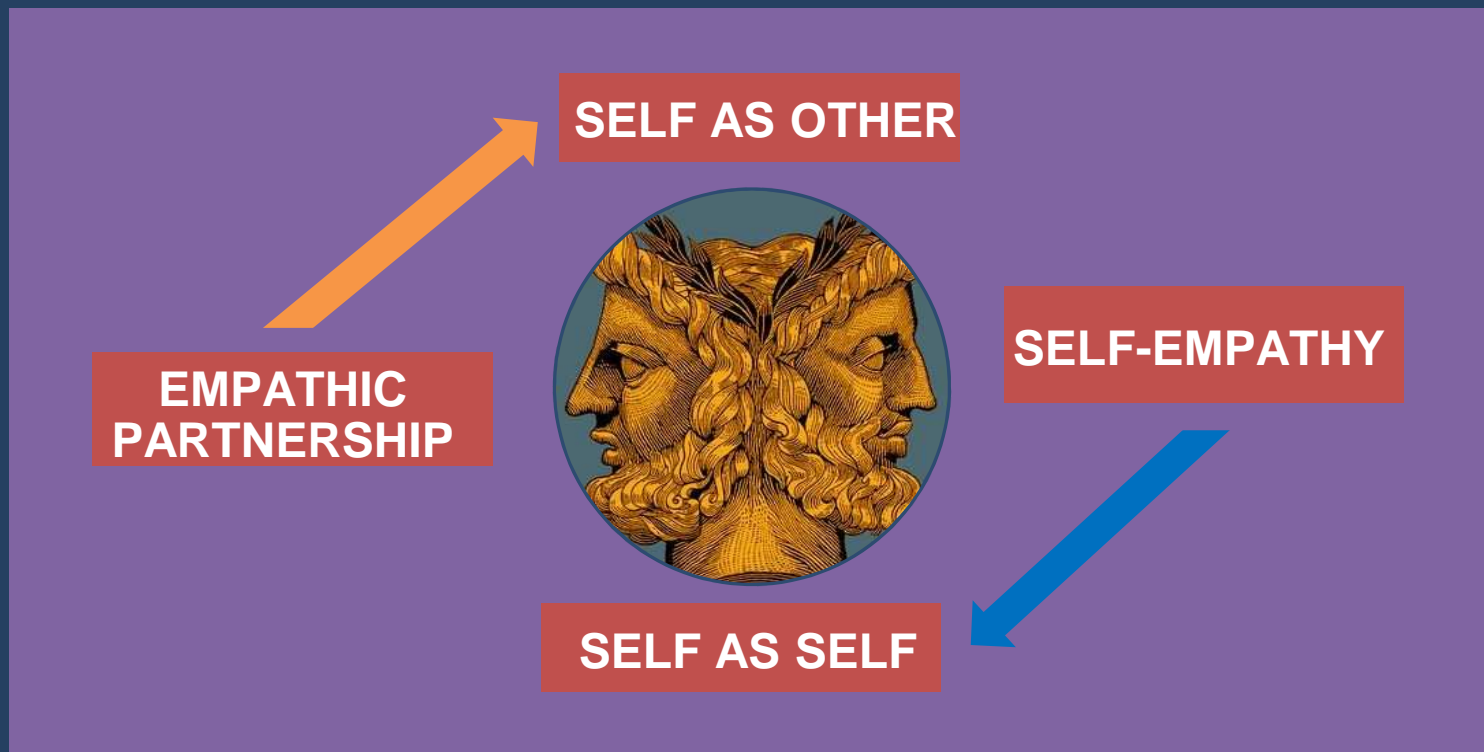 SELF AS OTHER
EMPATHIC
PARTNERSHIP
SELF-EMPATHY
SELF AS SELF